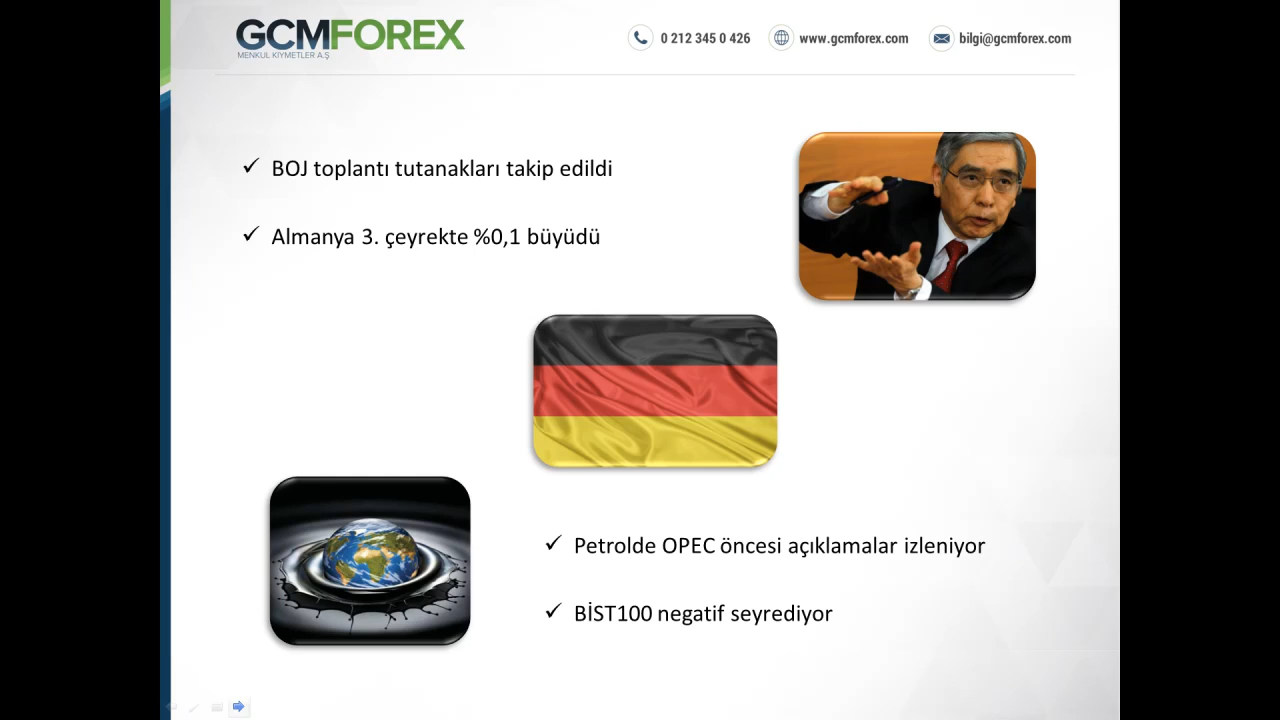 GCMFOREX
MENKUL KIYMETLER A.Ş
0 212 345 0 426
www.gcmforex.com
bilgi@gcmforex.com
✓ BOJ toplantı tutanakları takip edildi
✓ Almanya 3. çeyrekte %0,1 büyüdü
✓ Petrolde OPEC öncesi açıklamalar izleniyor
✓ BİST100 negatif seyrediyor